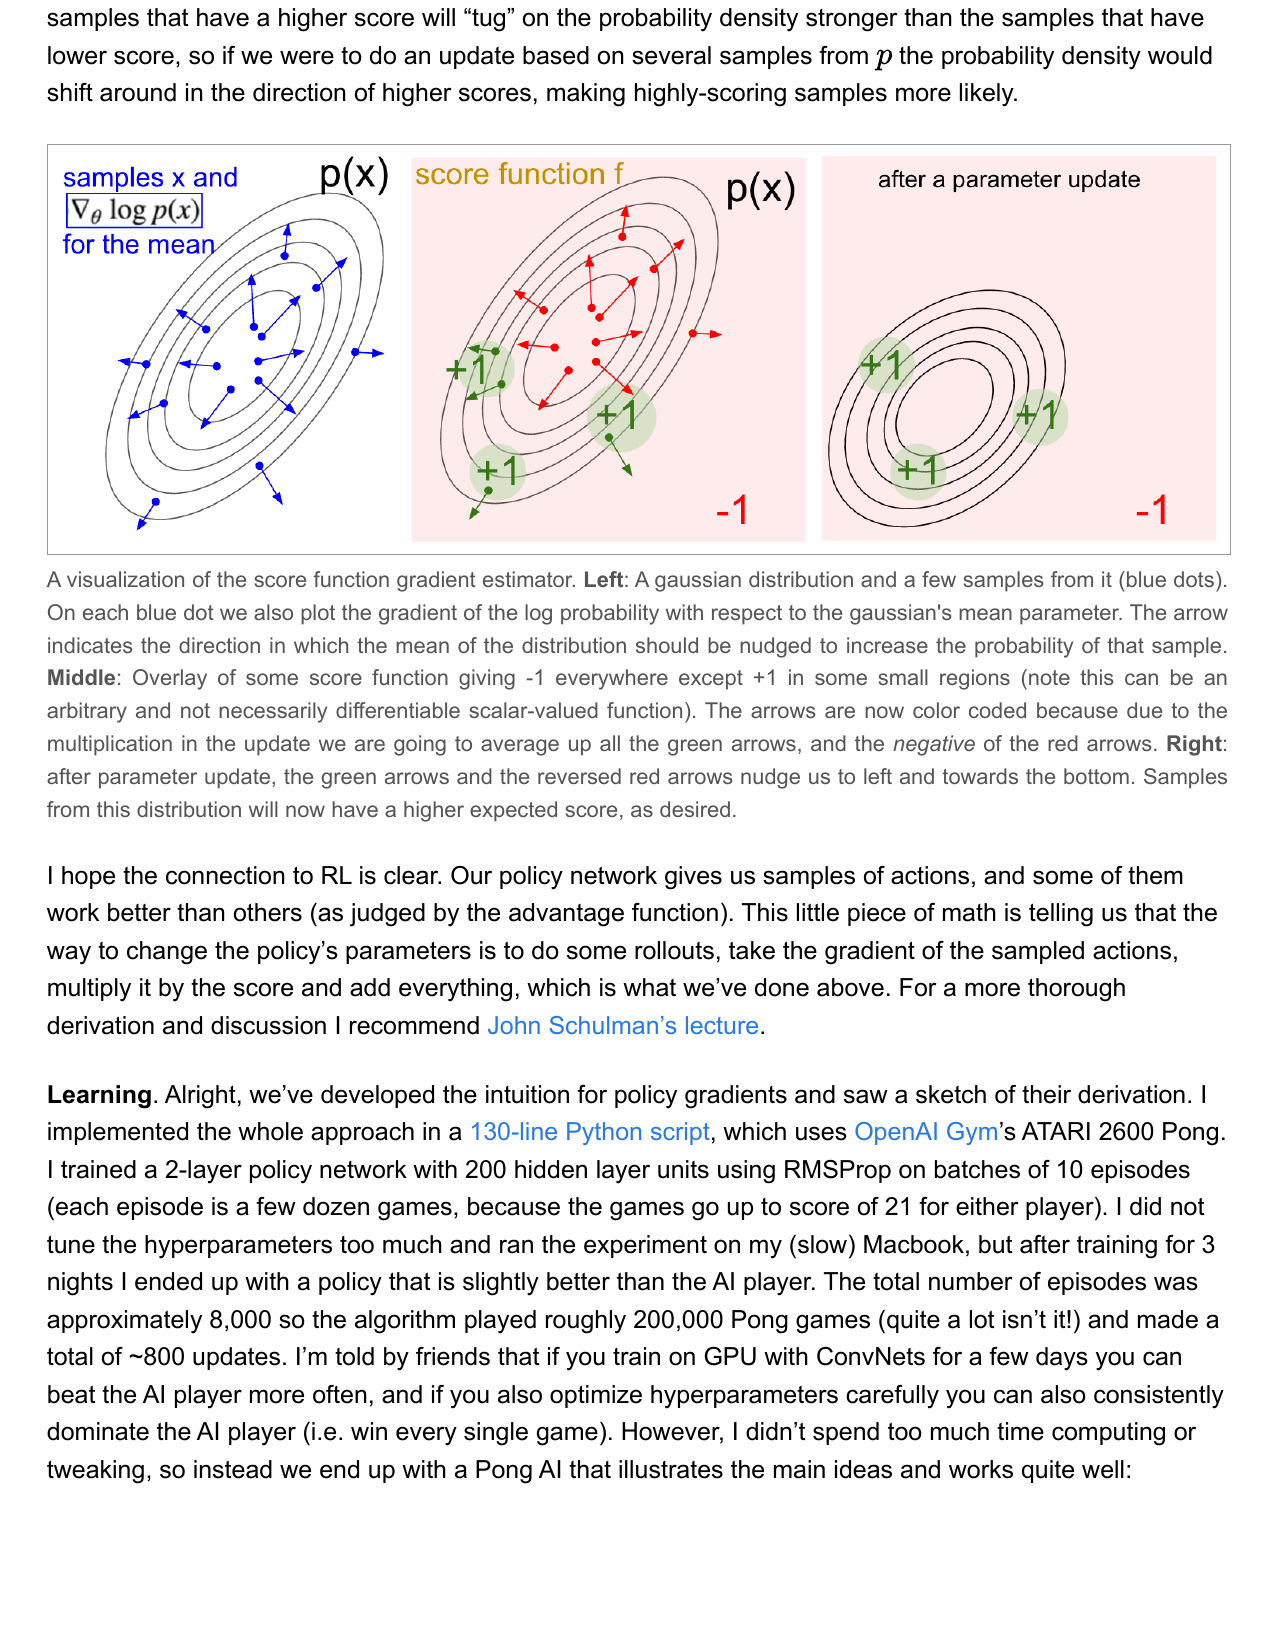 samples that have a higher score will “tug” on the probability density stronger than the samples that have
lower score, so if we were to do an update based on several samples from p the probability density would
shift around in the direction of higher scores, making highly-scoring samples more likely.
samples x and
∇θ log p(x)
for the mean
p(x)
score function f
p(x)
+1
+1
+1
-1
after a parameter update
+1
+1
+1
-1
A visualization of the score function gradient estimator. Left: A gaussian distribution and a few samples from it (blue dots).
On each blue dot we also plot the gradient of the log probability with respect to the gaussian's mean parameter. The arrow
indicates the direction in which the mean of the distribution should be nudged to increase the probability of that sample.
Middle: Overlay of some score function giving -1 everywhere except +1 in some small regions (note this can be an
arbitrary and not necessarily differentiable scalar-valued function). The arrows are now color coded because due to the
multiplication in the update we are going to average up all the green arrows, and the negative of the red arrows. Right:
after parameter update, the green arrows and the reversed red arrows nudge us to left and towards the bottom. Samples
from this distribution will now have a higher expected score, as desired.
I hope the connection to RL is clear. Our policy network gives us samples of actions, and some of them
work better than others (as judged by the advantage function). This little piece of math is telling us that the
way to change the policy’s parameters is to do some rollouts, take the gradient of the sampled actions,
multiply it by the score and add everything, which is what we’ve done above. For a more thorough
derivation and discussion I recommend John Schulman’s lecture.
Learning. Alright, we’ve developed the intuition for policy gradients and saw a sketch of their derivation. I
implemented the whole approach in a 130-line Python script, which uses OpenAI Gym’s ATARI 2600 Pong.
I trained a 2-layer policy network with 200 hidden layer units using RMSProp on batches of 10 episodes
(each episode is a few dozen games, because the games go up to score of 21 for either player). I did not
tune the hyperparameters too much and ran the experiment on my (slow) Macbook, but after training for 3
nights I ended up with a policy that is slightly better than the AI player. The total number of episodes was
approximately 8,000 so the algorithm played roughly 200,000 Pong games (quite a lot isn’t it!) and made a
total of ~800 updates. I’m told by friends that if you train on GPU with ConvNets for a few days you can
beat the AI player more often, and if you also optimize hyperparameters carefully you can also consistently
dominate the AI player (i.e. win every single game). However, I didn’t spend too much time computing or
tweaking, so instead we end up with a Pong AI that illustrates the main ideas and works quite well: